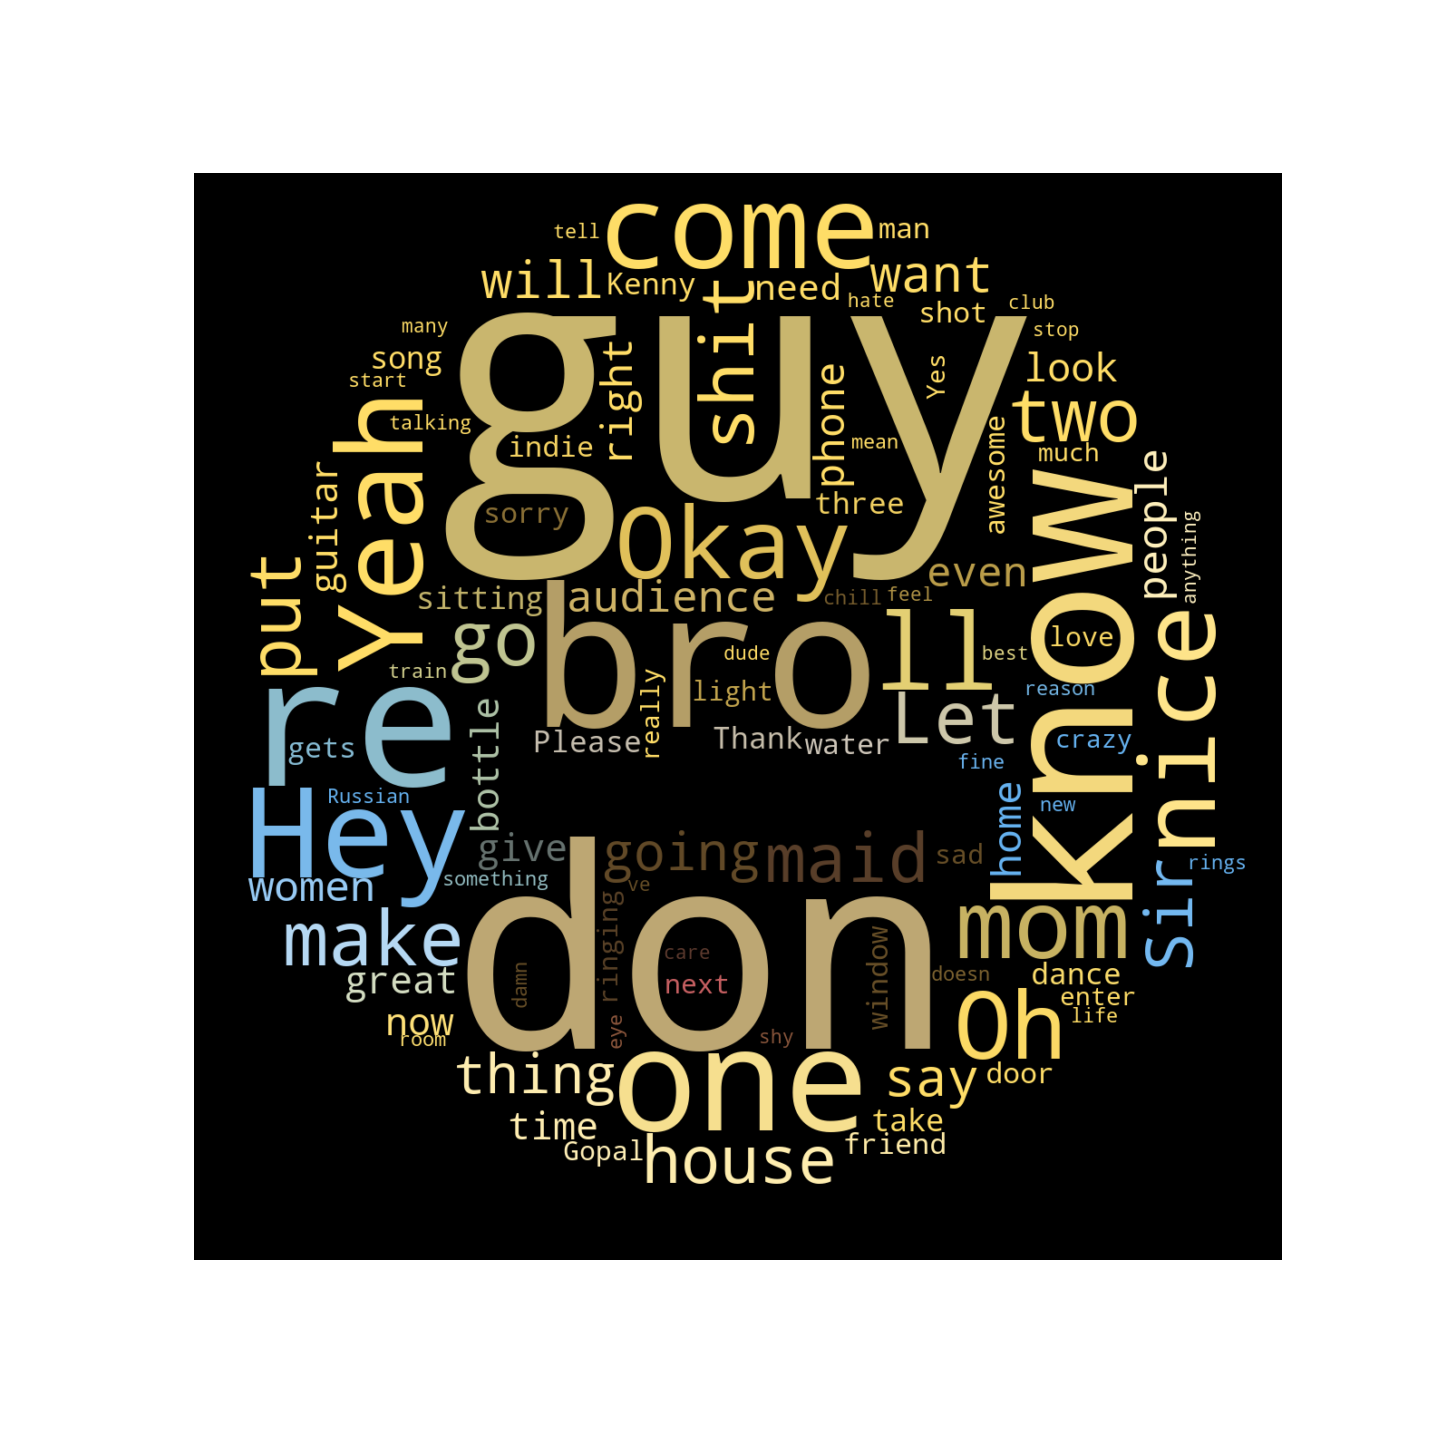 come
tell
man
will
Kenny
need
want
shit
hate
shot
club
stop
many
song
start
guy
right
phone
Yes
look
two
Yeah
talking
indie
mean
awesome
much
know
people
guitar
three
sorry
Okay
anything
put
even
sitting
audience
chill
feel
go
bro
ll
love
nice
train
dude
best
really
light
reason
re
gets
bottle
Please
Thank
water
Let
crazy
fine
Hey
Russian
home
new
give
going
maid
sad
Sir
rings
women
something
ve
don
make
ringing
care
window
mom
great
damn
next
doesn
dance
enter
now
room
eye
shy
Oh
life
thing
one
say
door
time
take
Gopal
house
friend